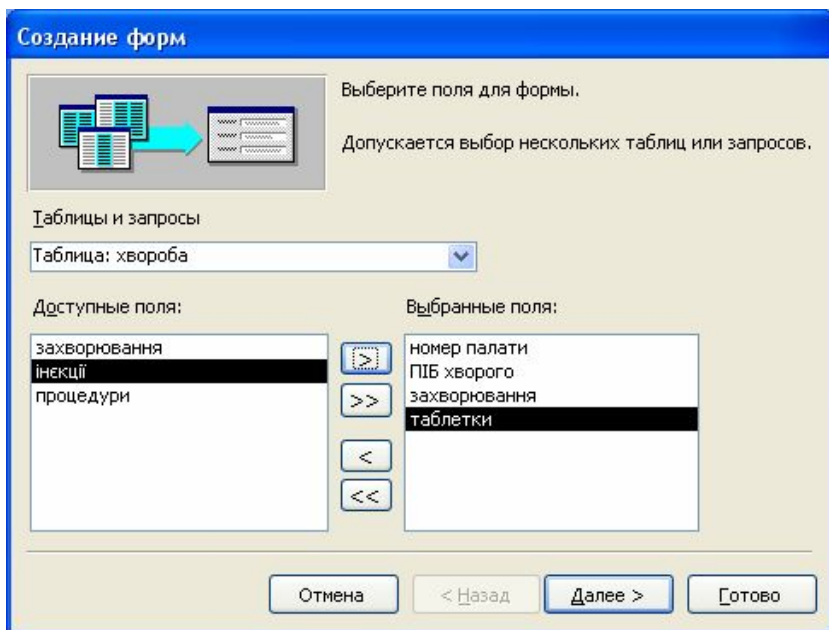 Создание форм
Выберите поля для формы.
Допускается выбор нескольких таблиц или запросов.
Таблицы и запросы
Таблица: хвороба
Доступные поля:
Выбранные поля:
захворювання
інєкції
процедури
>
>>
<
<<
номер палати
ПІБ хворого
захворювання
таблетки
Отмена
< Назад
Далее >
Готово